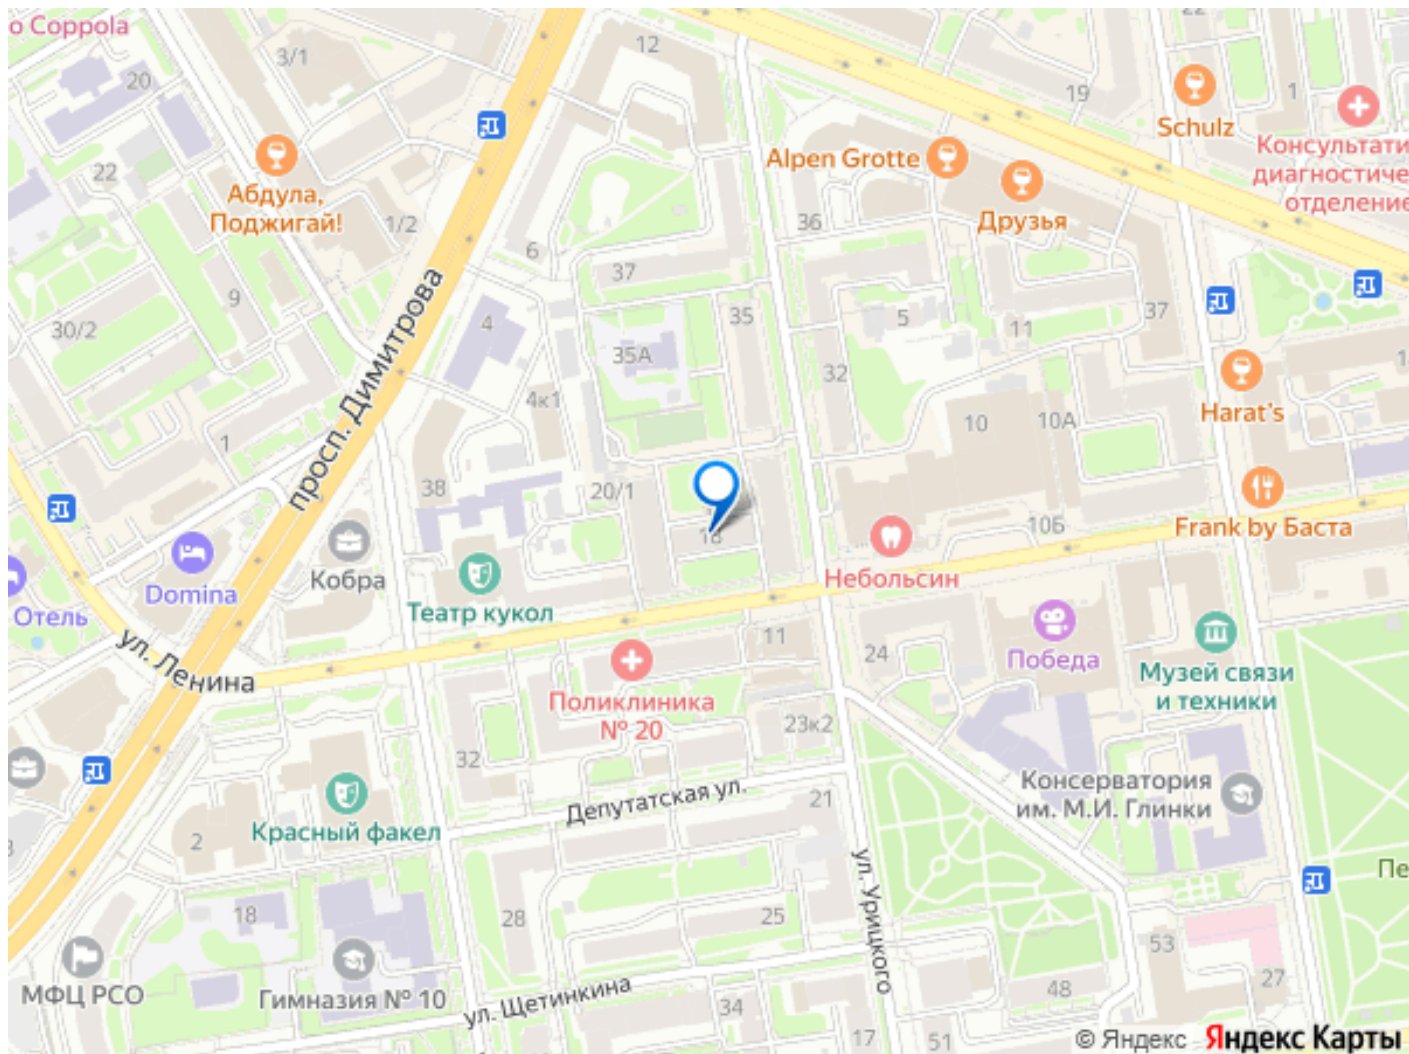 o Coppola
22
3/1
12
20
19
1
Schulz
Консультати
диагностиче
отделение
Alpen Grotte
Друзья
22
Абдула,
Поджигай!
1/2
36
6
37
9
30/2
4
35
5
11
37
35А
32
Harat's
просп. Димитрова
4к1
1
10
10А
38
20/1
18
10Б
Frank by Баста
Domina
Кобра
Небольсин
Отель
Театр кукол
ул. Ленина
11
24
Победа
Музей связи
и техники
Поликлиника
№ 20
23к2
32
Консерватория
им. М.И. Глинки
Депутатская ул.
21
Красный факел
2
ул. Урицкого
Пе
18
28
25
53
27
МФЦ РСО
Гимназия № 10
ул. Щетинкина
34
48
17
51
© Яндекс Яндекс Карты